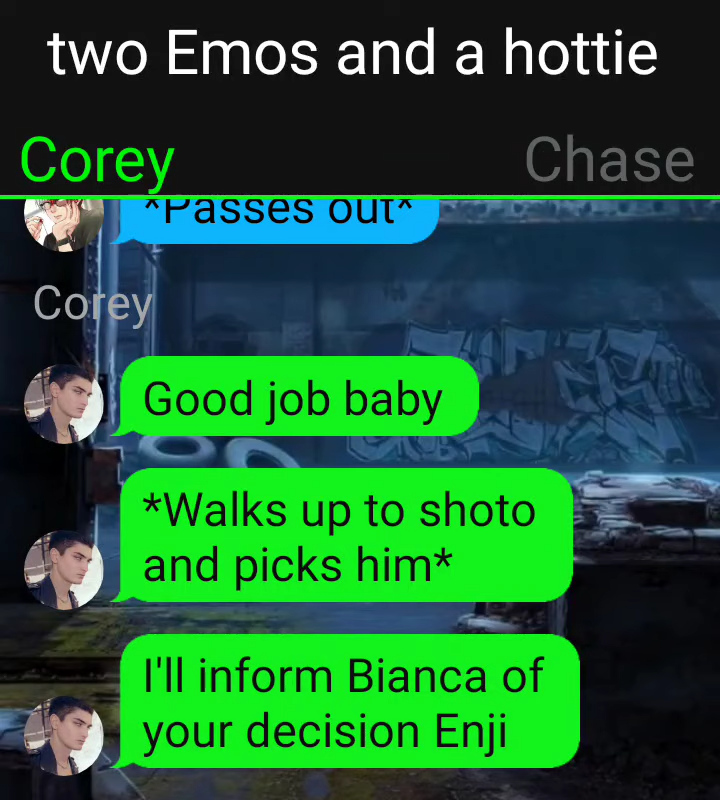 two Emos and a hottie
Corey
Chase
*Passes out*
Corey
Good job baby
*Walks up to shoto
and picks him*
I'll inform Bianca of
your decision Enji